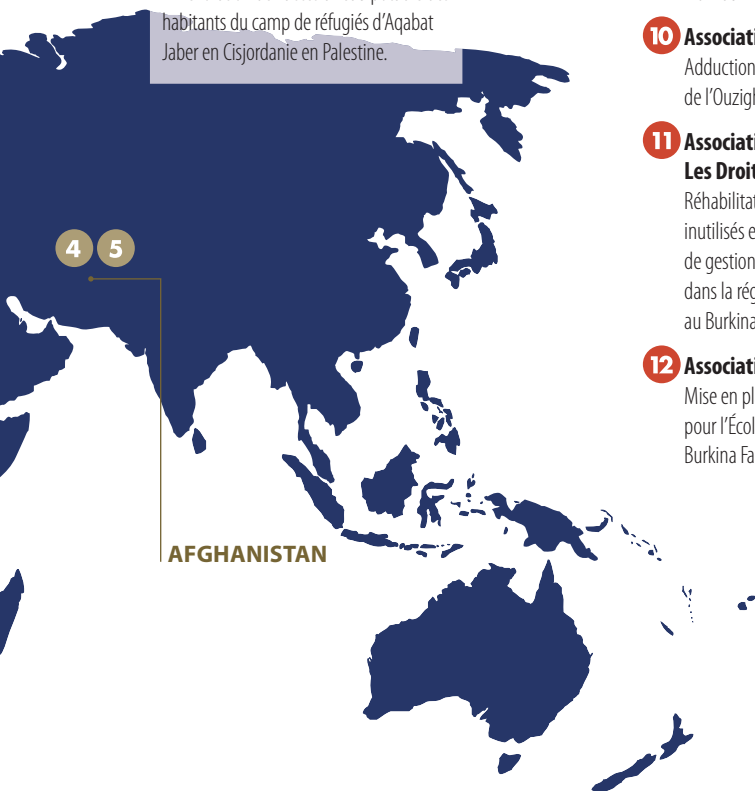 habitants du camp de réfugiés d'Aqabat
Jaber en Cisjordanie en Palestine.
4 5
AFGHANISTAN
10 Associati
Adduction
de l'Ouzigh
11 Associati
Les Droit
Réhabilitat
inutilisés e
de gestion
dans la rég
au Burkina
12 Associati
Mise en pl
pour l'Écol
Burkina Fa